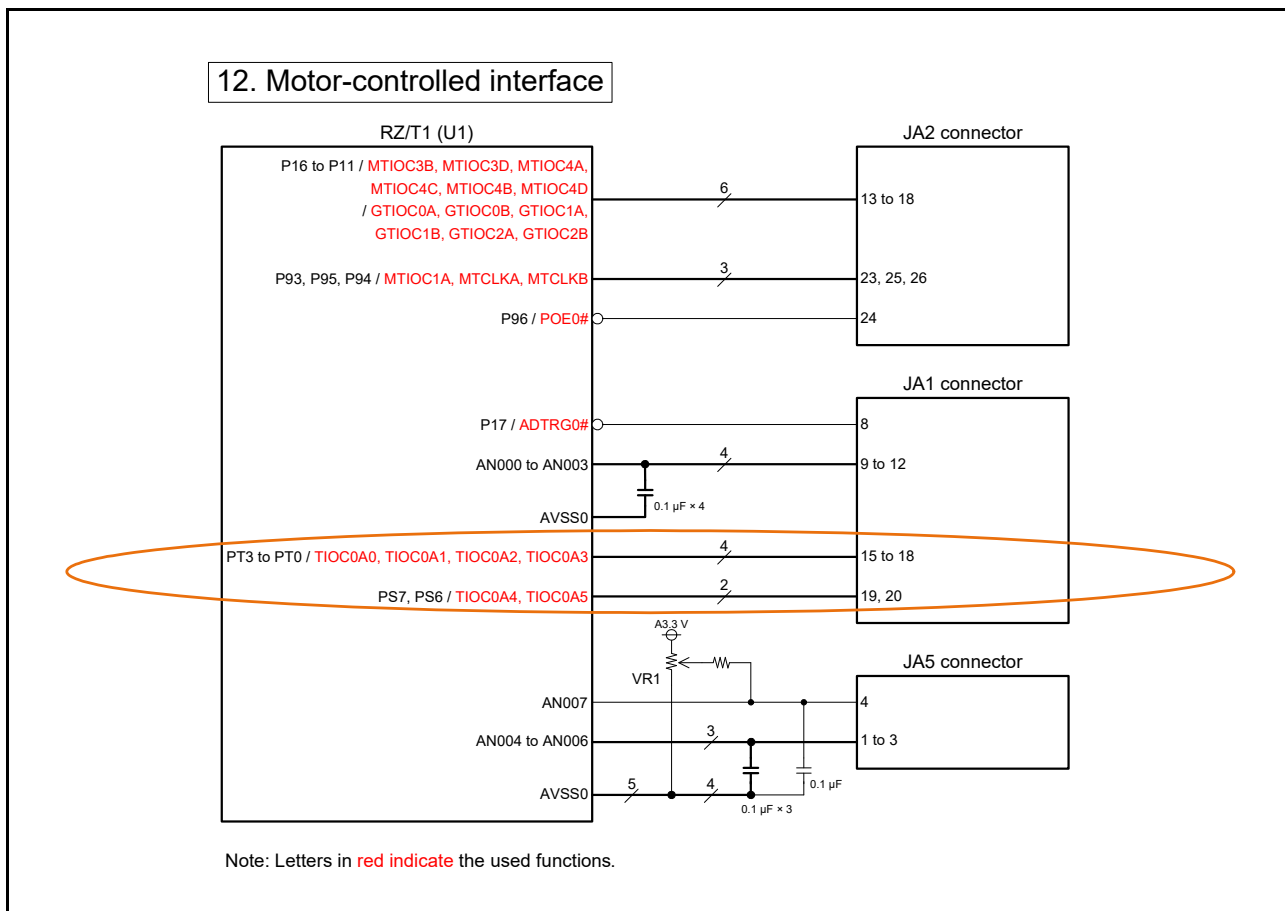 12. Motor-controlled interface
RZ/T1 (U1)
JA2 connector
P16 to P11 / MTIOC3B, MTIOC3D, MTIOC4A,
MTIOC4C, MTIOC4B, MTIOC4D
/ GTIOC0A, GTIOC0B, GTIOC1A,
GTIOC1B, GTIOC2A, GTIOC2B
6
13 to 18
P93, P95, P94 / MTIOC1A, MTCLKA, MTCLKB
3
23, 25, 26
P96 / POE0#
24
JA1 connector
P17 / ADTRG0#
8
AN000 to AN003
4
9 to 12
0.1 µF × 4
AVSS0
PT3 to PT0 / TIOC0A0, TIOC0A1, TIOC0A2, TIOC0A3
4
15 to 18
PS7, PS6 / TIOC0A4, TIOC0A5
2
19, 20
A3.3 V
VR1
JA5 connector
AN007
4
AN004 to AN006
3
1 to 3
0.1 µF
AVSS0
5
4
0.1 µF × 3
Note: Letters in red indicate the used functions.